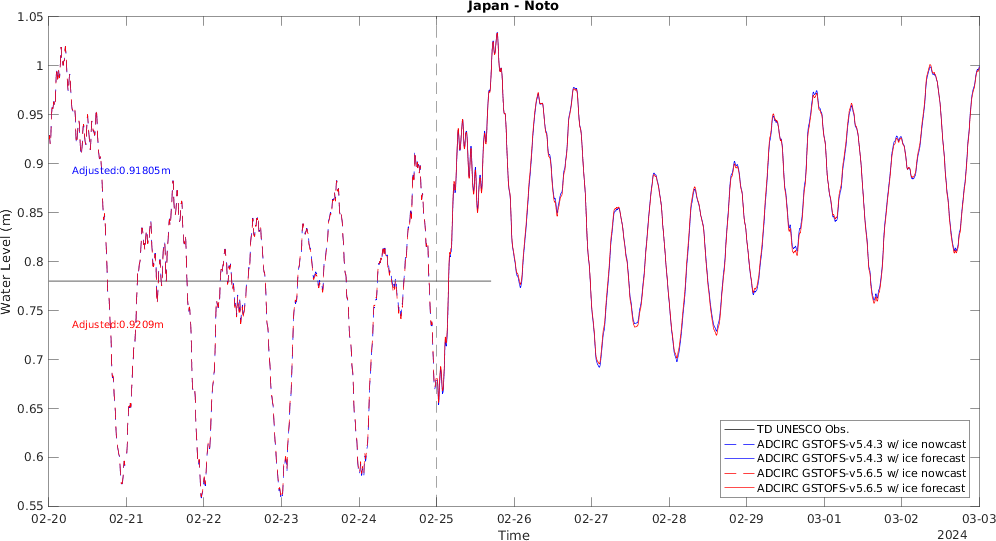 Japan - Noto
1.05
1
0.95
0.9
0.85
0.8
0.75
0.7
0.65
0.6
0.55
Water Level (m)
Adjusted:0.91805m
Adjusted:0.9209m
TD UNESCO Obs.
ADCIRC GSTOFS-v5.4.3 w/ ice nowcast
ADCIRC GSTOFS-v5.4.3 w/ ice forecast
ADCIRC GSTOFS-v5.6.5 w/ ice nowcast
ADCIRC GSTOFS-v5.6.5 w/ ice forecast
02-20 02-21 02-22 02-23 02-24 02-25 02-26 02-27 02-28 02-29 03-01 03-02 03-03
Time
2024